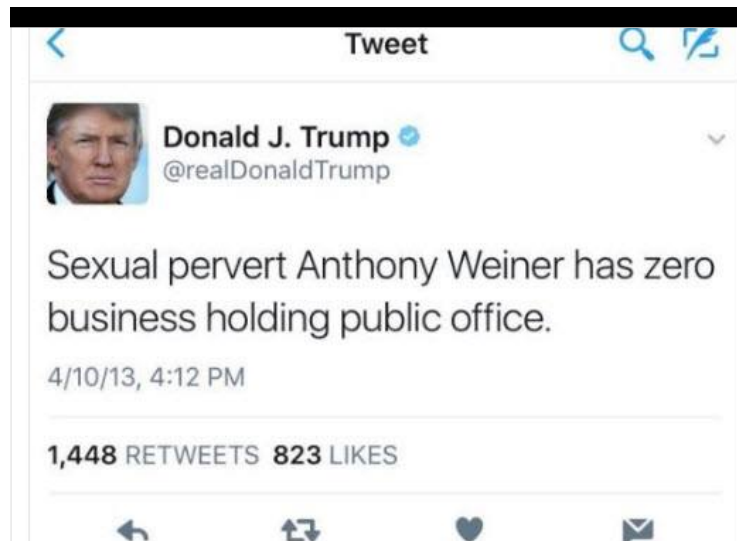 Tweet
Donald J. Trump
@realDonaldTrump
Sexual pervert Anthony Weiner has zero
business holding public office.
4/10/13, 4:12 PM
1,448 RETWEETS 823 LIKES